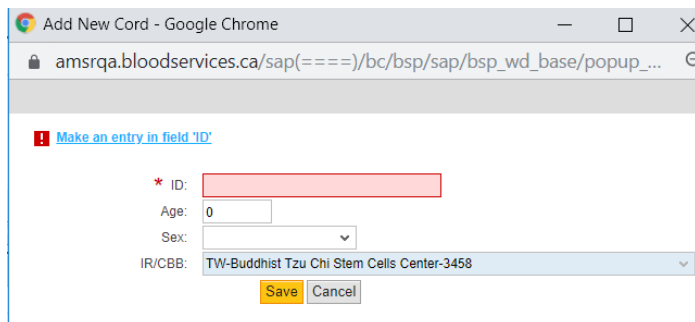 Add New Cord - Google Chrome
amsrqa.bloodservices.ca/sap(====)/bc/bsp/sap/bsp_wd_base/popup_...
! Make an entry in field 'ID'
* ID:
Age: 0
Sex:
IR/CBB: TW-Buddhist Tzu Chi Stem Cells Center-3458
Save Cancel